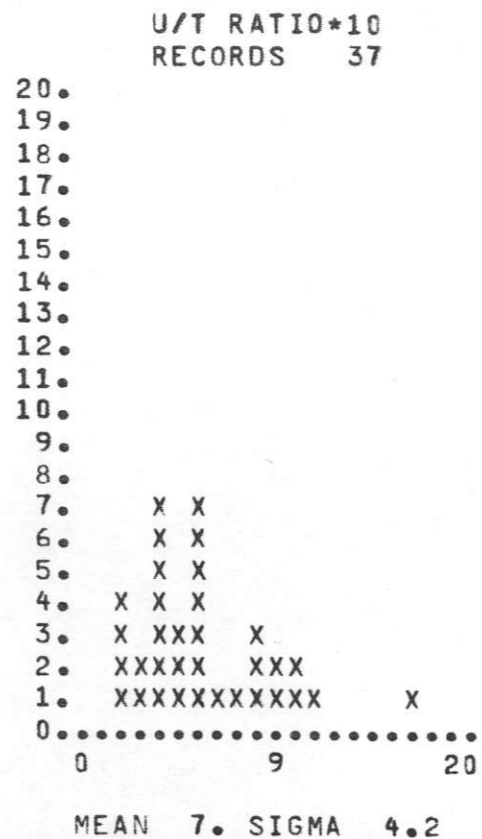 U/T RATIO*10
RECORDS 37
20.
19.
18.
17.
16.
15.
14.
13.
12.
11.
10.
9.
8.
7. X X
6. X X
5. X X
4. X X X
3. X XXX X
2. XXXXX XXX
1. XXXXXXXXXXX X
0......................
0 9 20
MEAN 7. SIGMA 4.2